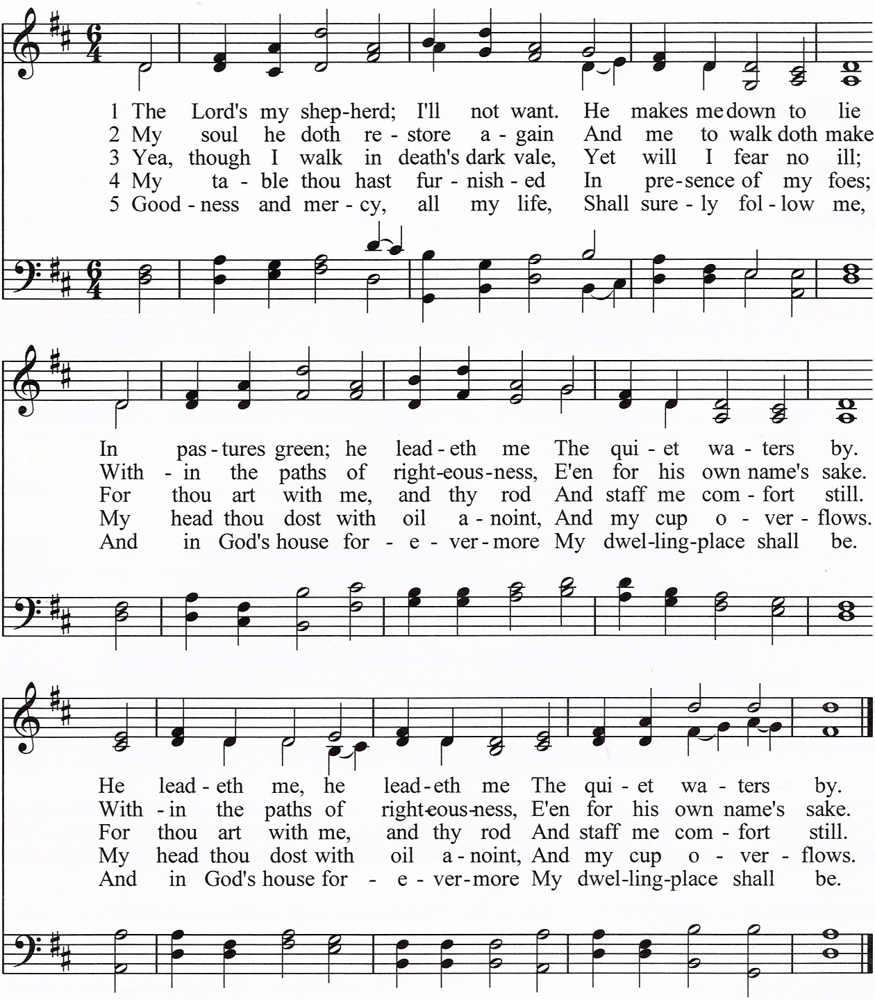 6
4
1 The Lord's my shep-herd; I'll not want. He makes me down to lie
2 My soul he doth re - store a - gain And me to walk doth make
3 Yea, though I walk in death's dark vale, Yet will I fear no ill;
4 My ta - ble thou hast fur - nish - ed In pre-sence of my foes;
5 Good - ness and mer - cy, all my life, Shall sure - ly fol - low me,
6
4
In pas - tures green; he lead - eth me The qui - et wa - ters by.
With - in the paths of right-eous-ness, E'en for his own name's sake.
For thou art with me, and thy rod And staff me com - fort still.
My head thou dost with oil a - noint, And my cup o - ver - flows.
And in God's house for - e - ver - more My dwel-ling-place shall be.
He lead - eth me, he lead - eth me The qui - et wa - ters by.
With - in the paths of right-eous-ness, E'en for his own name's sake.
For thou art with me, and thy rod And staff me com - fort still.
My head thou dost with oil a - noint, And my cup o - ver - flows.
And in God's house for - e - ver-more My dwel-ling-place shall be.